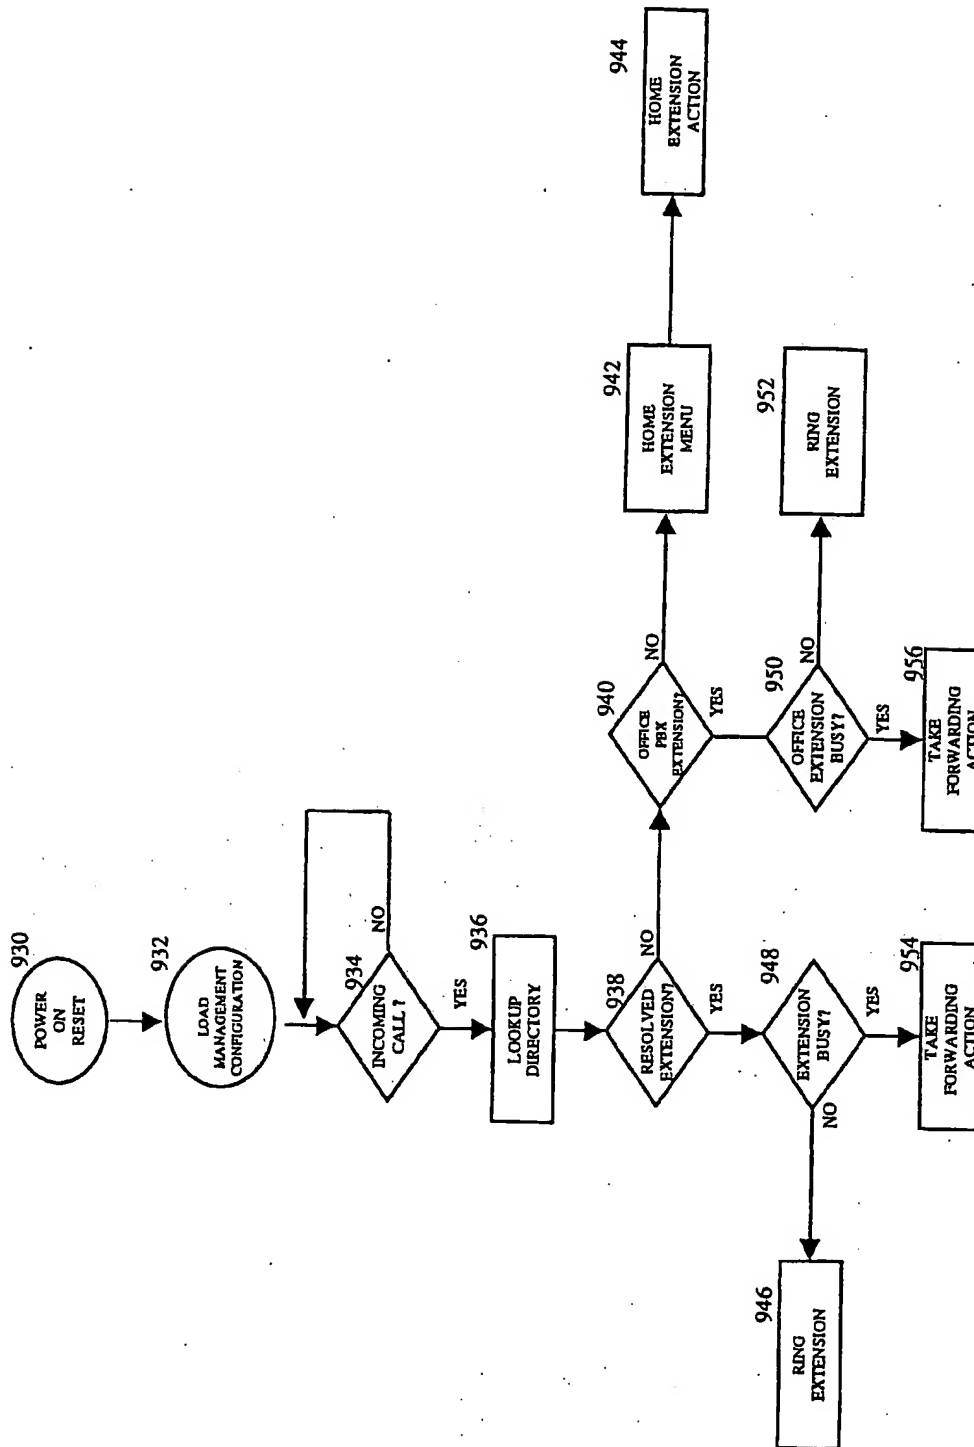 930
POWER
ON
RESET
932
LOAD
MANAGEMENT
CONFIGURATION
934
INCOMING
CALL ?
NO
YES
936
LOOKUP
DIRECTORY
938
RESOLVED
EXTENSION?
NO
YES
940
OFFICE
PBX
EXTENSION?
NO
YES
942
HOME
EXTENSION
MENU
944
HOME
EXTENSION
ACTION
946
RING
EXTENSION
948
EXTENSION
BUSY?
NO
YES
950
OFFICE
EXTENSION
BUSY?
NO
YES
952
RING
EXTENSION
954
TAKE
FORWARDING
ACTION
956
TAKE
FORWARDING
ACTION